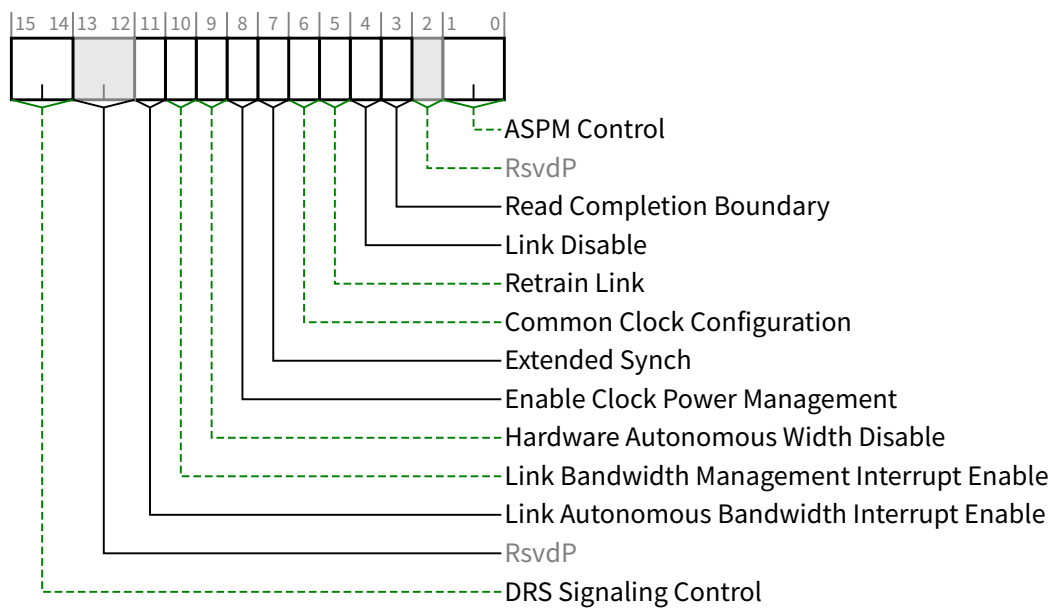 15 14 13 12 11 10 9 8 7 6 5 4 3 2 1 0
ASPM Control
RsvdP
Read Completion Boundary
Link Disable
Retrain Link
Common Clock Configuration
Extended Synch
Enable Clock Power Management
Hardware Autonomous Width Disable
Link Bandwidth Management Interrupt Enable
Link Autonomous Bandwidth Interrupt Enable
RsvdP
DRS Signaling Control